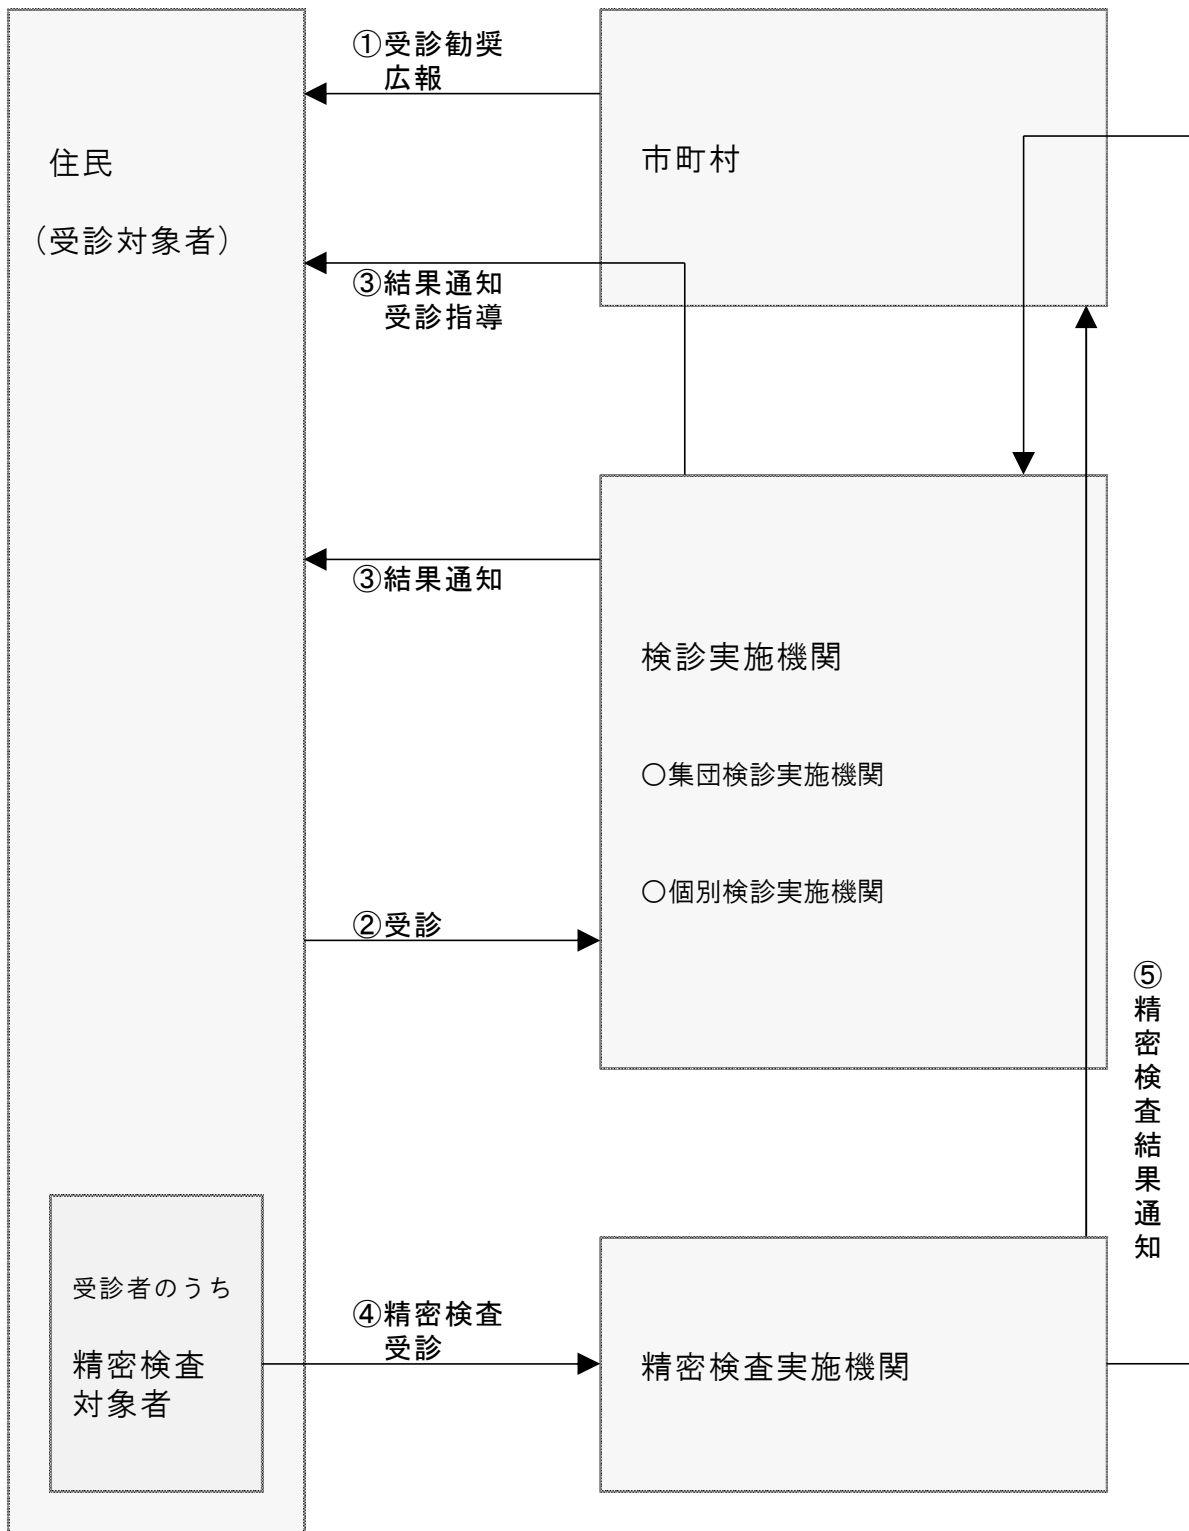 ①受診勧奨
広報
住民
（受診対象者）
市町村
③結果通知
受診指導
③結果通知
検診実施機関
○集団検診実施機関
○個別検診実施機関
②受診
⑤精密検査結果通知
受診者のうち
精密検査
対象者
④精密検査
受診
精密検査実施機関